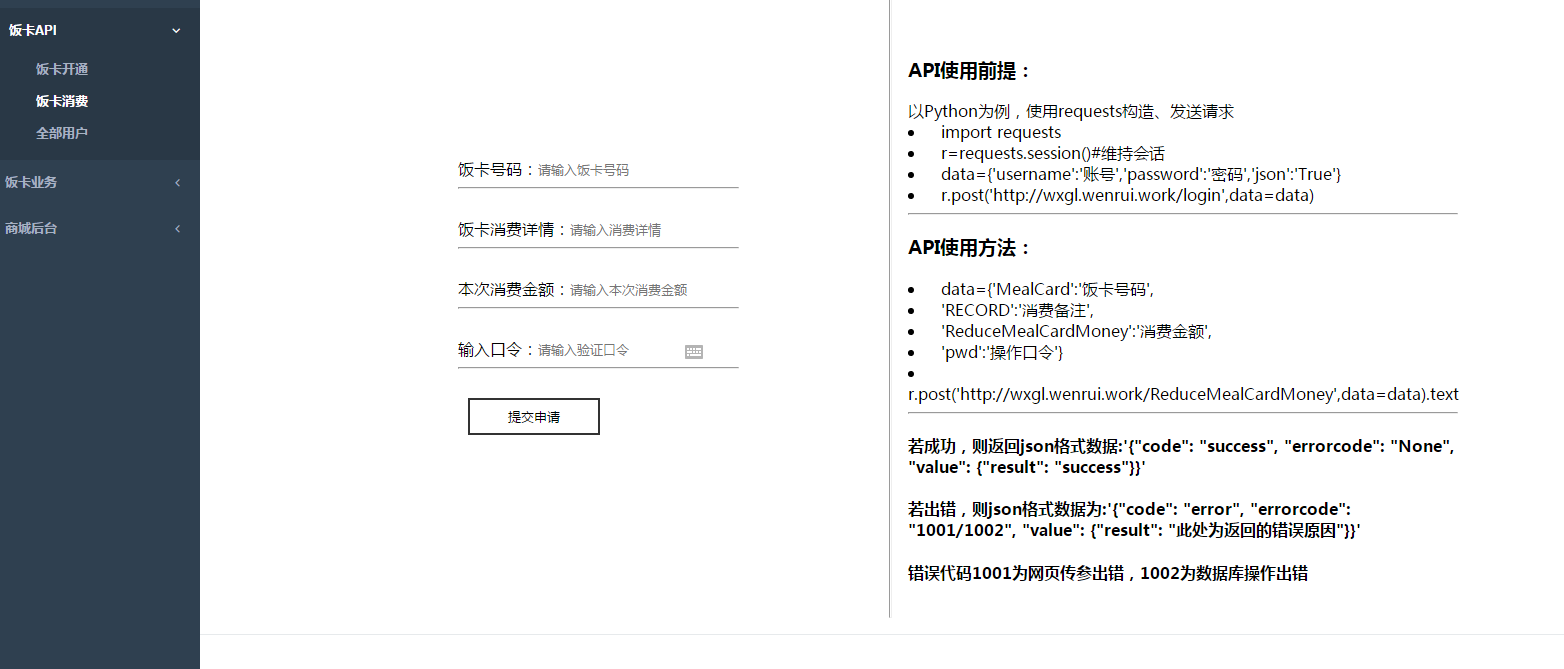 饭卡API
饭卡开通
饭卡消费
全部用户
饭卡业务
商城后台
饭卡号码：请输入饭卡号码
饭卡消费详情：请输入消费详情
本次消费金额：请输入本次消费金额
输入口令：请输入验证口令
提交申请
API使用前提：
以Python为例，使用requests构造、发送请求
• import requests
• r=requests.session()#维持会话
• data={'username':'账号','password':'密码','json':'True'}
• r.post('http://wxgl.wenrui.work/login',data=data)
API使用方法：
• data={'MealCard':'饭卡号码',
• 'RECORD':'消费备注',
• 'ReduceMealCardMoney':'消费金额',
• 'pwd':'操作口令'}
•
r.post('http://wxgl.wenrui.work/ReduceMealCardMoney',data=data).text
若成功，则返回json格式数据:'{"code": "success", "errorcode": "None",
"value": {"result": "success"}}'
若出错，则json格式数据为:'{"code": "error", "errorcode":
"1001/1002", "value": {"result": "此处为返回的错误原因"}}'
错误代码1001为网页传参出错，1002为数据库操作出错